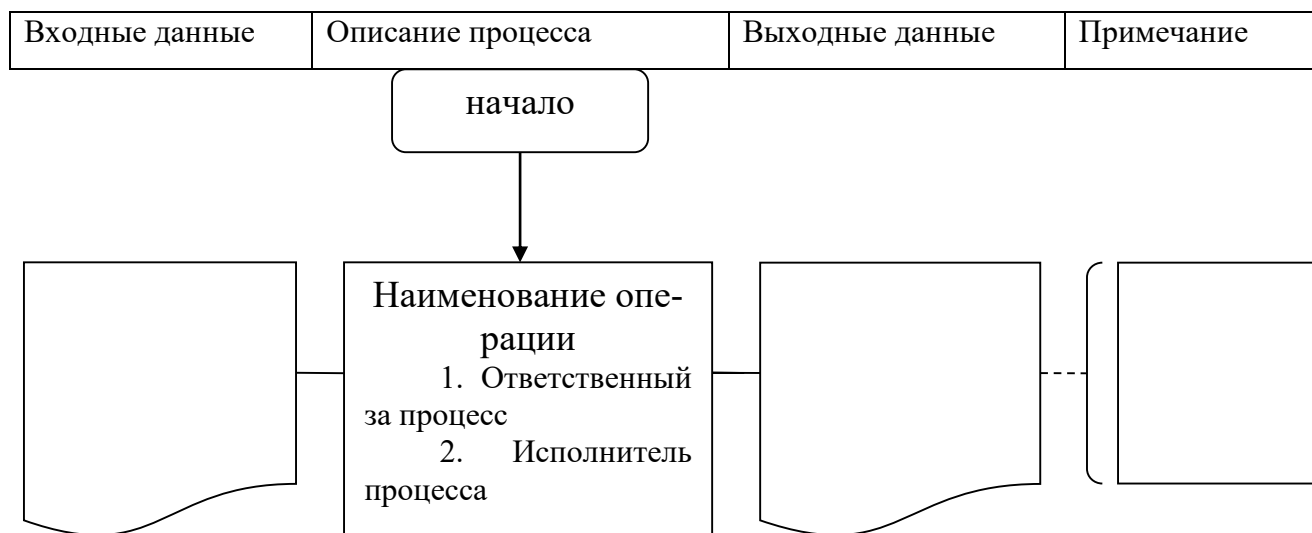 Входные данные
Описание процесса
Выходные данные
Примечание
начало
Наименование опе-
рации
1. Ответственный
за процесс
2. Исполнитель
процесса